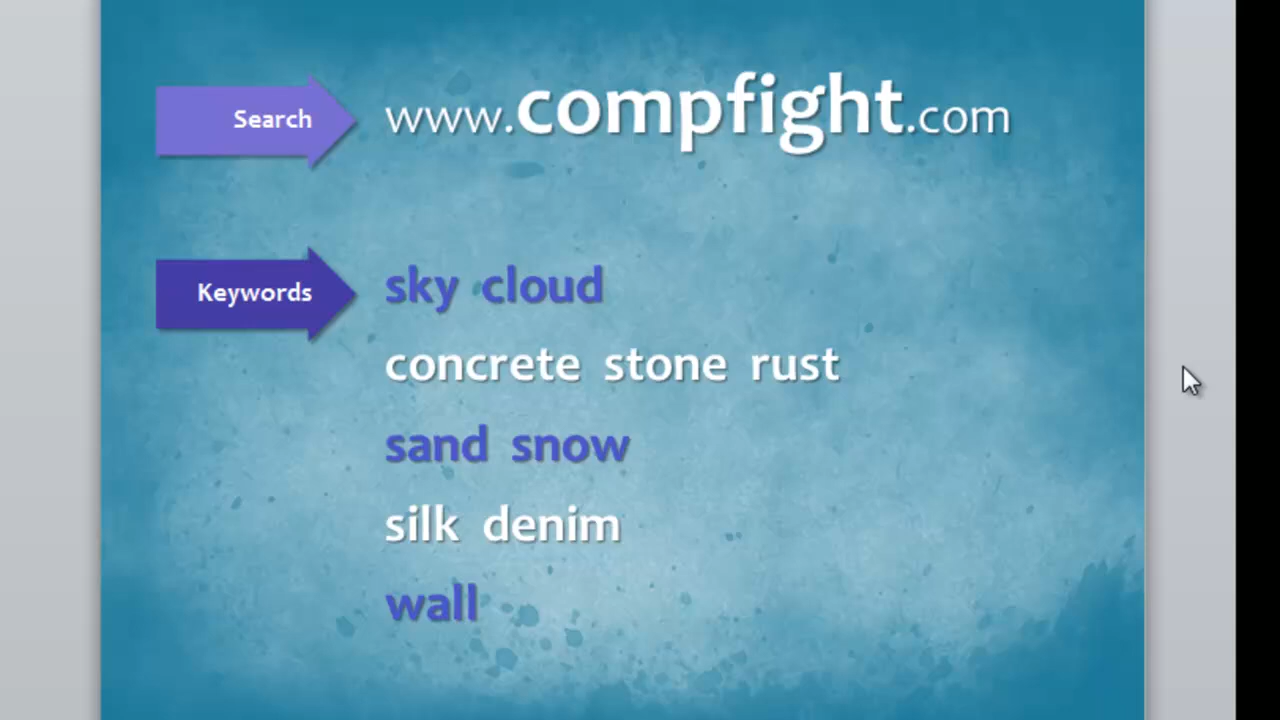 Search
www.compfight.com
Keywords
sky cloud
concrete stone rust
sand snow
silk denim
wall